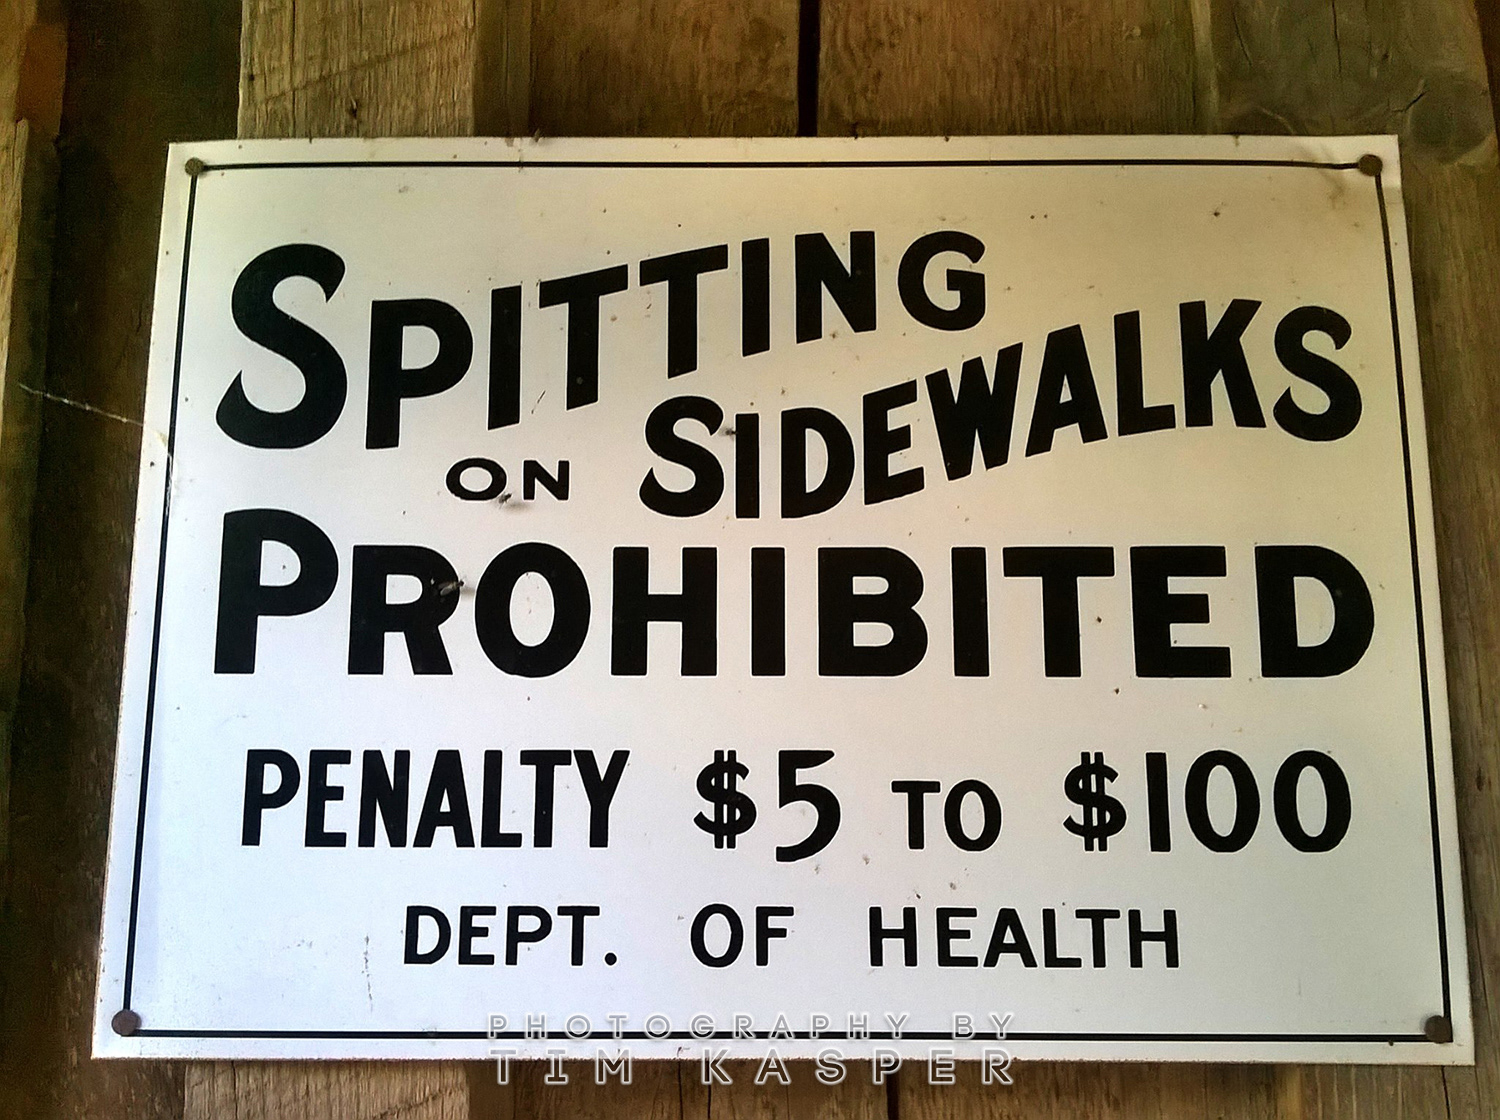 SPITTING
ON SIDEWALKS
PROHIBITED
PENALTY $5 TO $100
DEPT. OF HEALTH
PHOTOGRAPHY BY
TIM KASPER